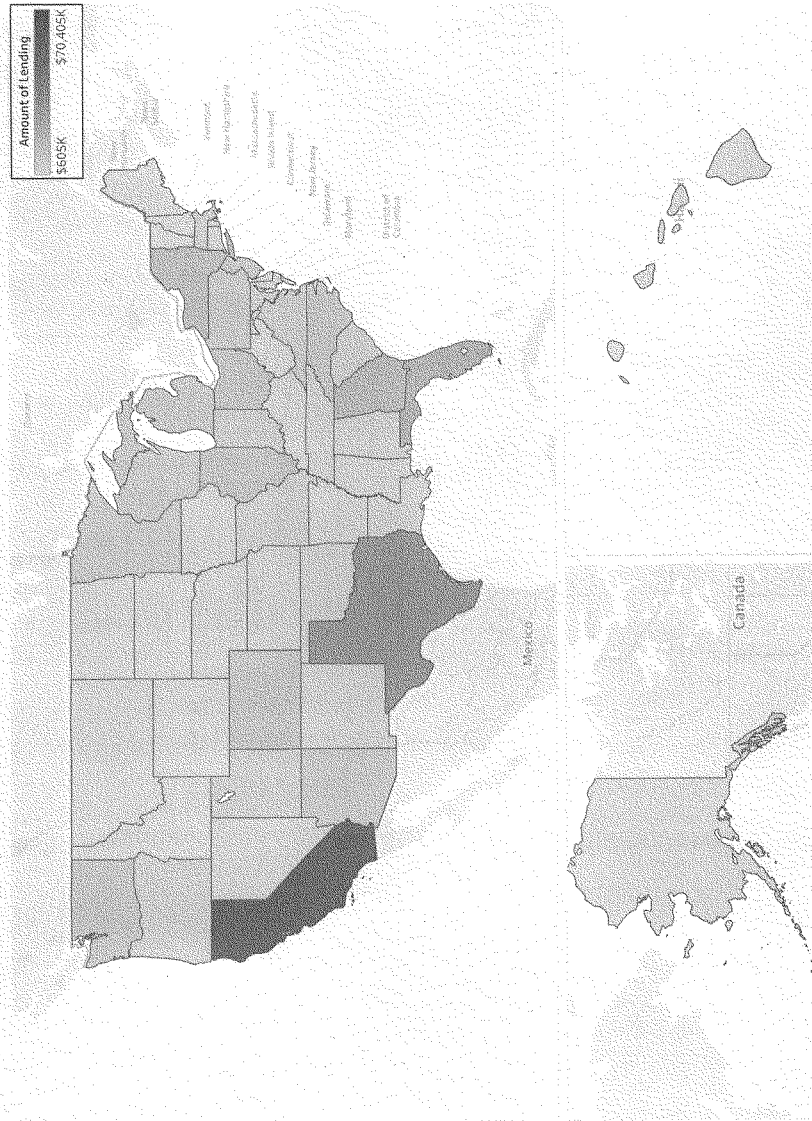 Amount of Lending
$605K $70,405K
Vermont
New Hampshire
Massachusetts
Rhode Island
Connecticut
New Jersey
Delaware
Maryland
District of
Columbia
Mexico
Canada